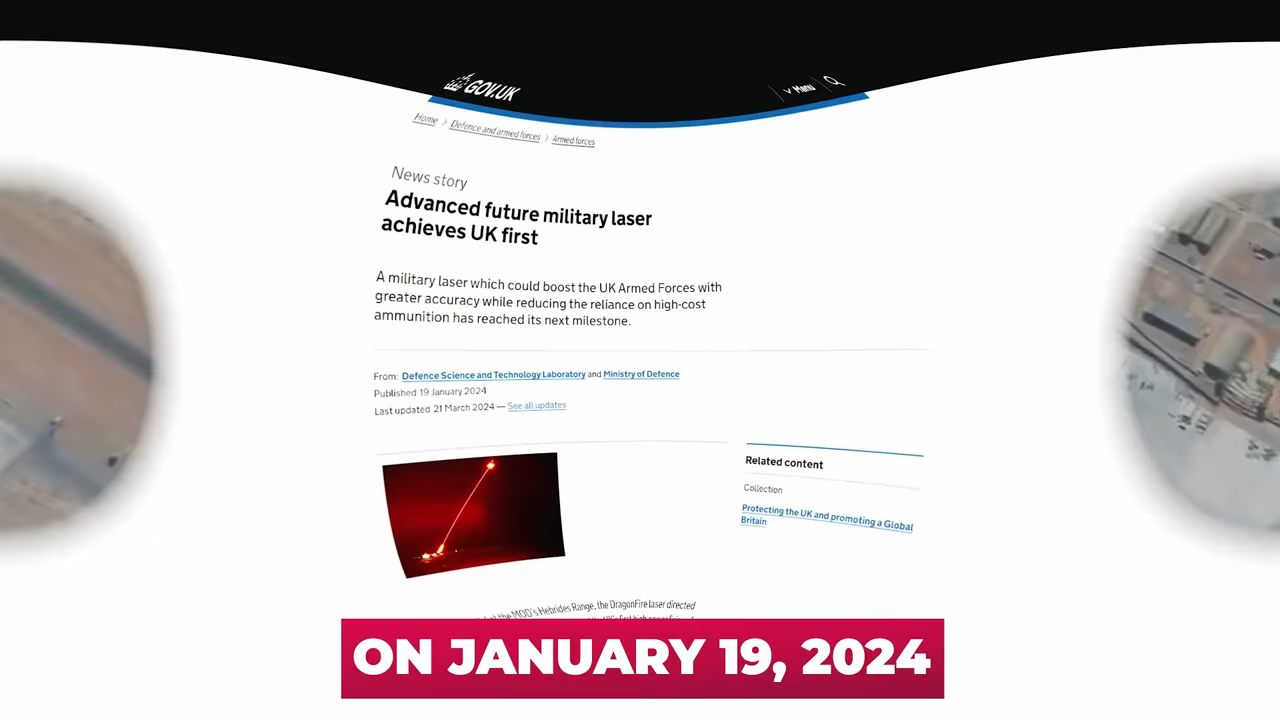 GOV.UK
Menu
Home > Defence and armed forces > Armed forces
News story
Advanced future military laser
achieves UK first
A military laser which could boost the UK Armed Forces with
greater accuracy while reducing the reliance on high-cost
ammunition has reached its next milestone.
From: Defence Science and Technology Laboratory and Ministry of Defence
Published 19 January 2024
Last updated 21 March 2024 — See all updates
Related content
Collection
Protecting the UK and promoting a Global
Britain
at the MOD's Hebrides Range, the DragonFire laser directed
ON JANUARY 19, 2024